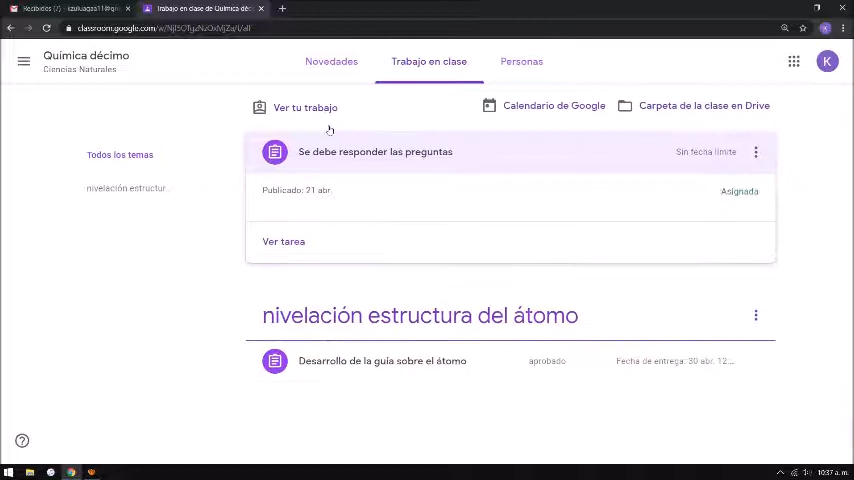 Recibidos (7) -
Trabajo en clase de Química déci
classroom.google.com
Química décimo
Ciencias Naturales
Novedades
Trabajo en clase
Personas
K
Ver tu trabajo
Calendario de Google
Carpeta de la clase en Drive
Todos los temas
nivelación estructur...
Se debe responder las preguntas
Sin fecha límite
Publicado: 21 abr.
Asignada
Ver tarea
nivelación estructura del átomo
Desarrollo de la guía sobre el átomo
aprobado
Fecha de entrega: 30 abr. 12:...
10:37 a. m.